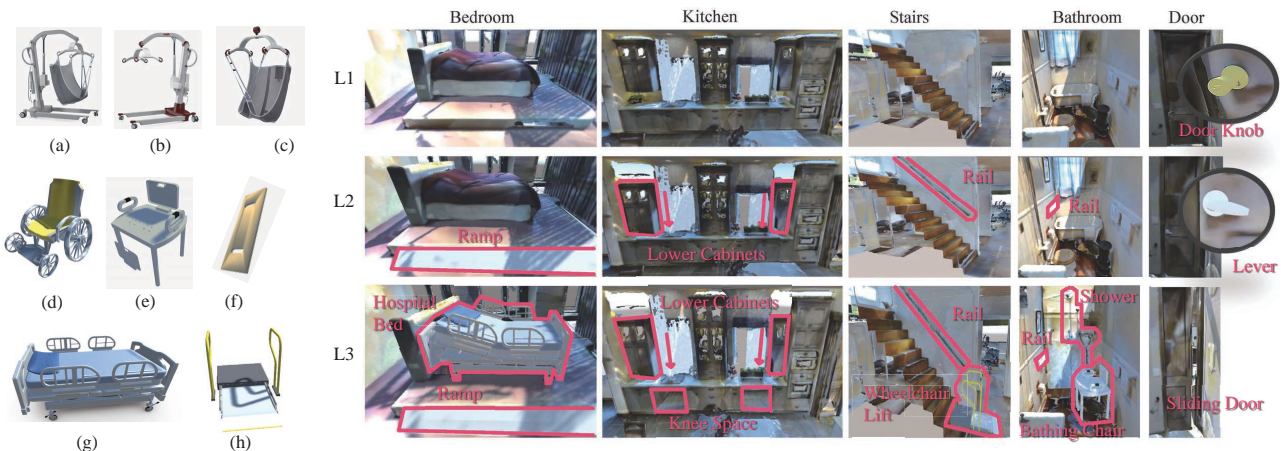 (a)
(b)
(c)
(d)
(e)
(f)
(g)
(h)
Bedroom
Kitchen
Stairs
Bathroom
Door
L1
Door Knob
L2
Ramp
Lower Cabinets
Rail
Rail
Lever
L3
Hospital
Bed
Ramp
Lower Cabinets
Knee Space
Rail
Wheelchair
Lift
Shower
Rail
Bathing Chair
Sliding Door